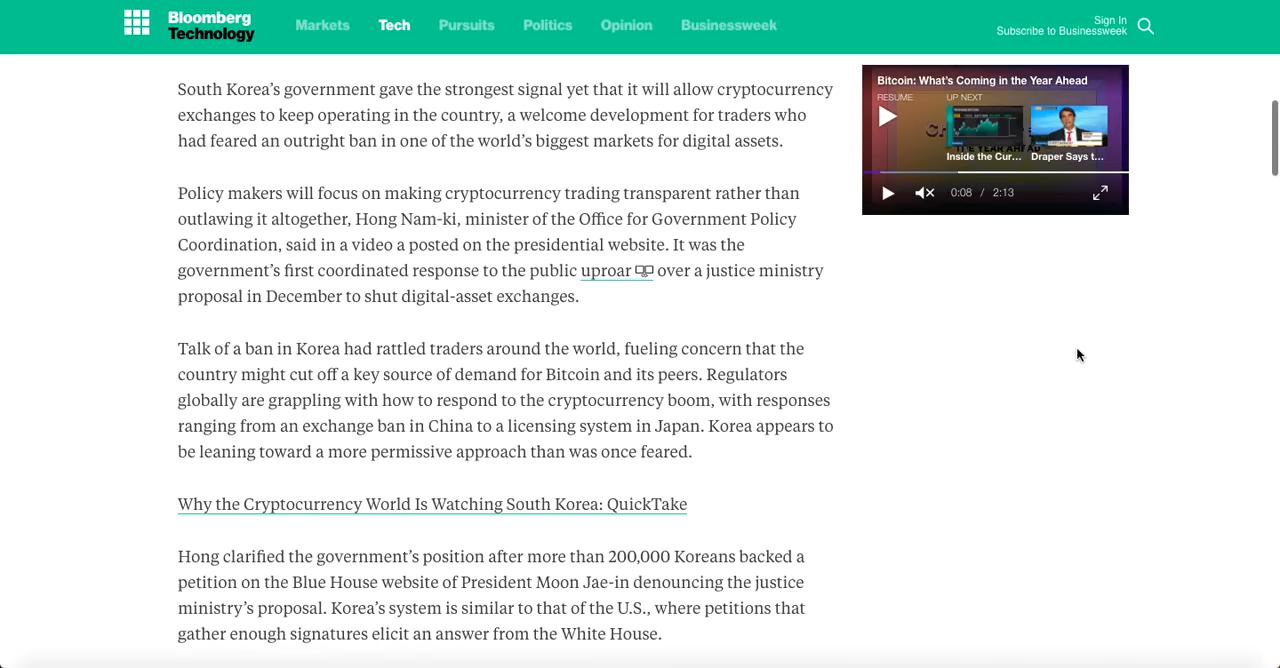 Bloomberg
Technology
Markets
Tech
Pursuits
Politics
Opinion
Businessweek
Sign In
Subscribe to Businessweek
South Korea’s government gave the strongest signal yet that it will allow cryptocurrency
exchanges to keep operating in the country, a welcome development for traders who
had feared an outright ban in one of the world’s biggest markets for digital assets.
Policy makers will focus on making cryptocurrency trading transparent rather than
outlawing it altogether, Hong Nam-ki, minister of the Office for Government Policy
Coordination, said in a video a posted on the presidential website. It was the
government’s first coordinated response to the public uproar over a justice ministry
proposal in December to shut digital-asset exchanges.
Talk of a ban in Korea had rattled traders around the world, fueling concern that the
country might cut off a key source of demand for Bitcoin and its peers. Regulators
globally are grappling with how to respond to the cryptocurrency boom, with responses
ranging from an exchange ban in China to a licensing system in Japan. Korea appears to
be leaning toward a more permissive approach than was once feared.
Why the Cryptocurrency World Is Watching South Korea: QuickTake
Hong clarified the government’s position after more than 200,000 Koreans backed a
petition on the Blue House website of President Moon Jae-in denouncing the justice
ministry’s proposal. Korea’s system is similar to that of the U.S., where petitions that
gather enough signatures elicit an answer from the White House.
Bitcoin: What’s Coming in the Year Ahead
RESUME
UP NEXT
Inside the Cur...
Draper Says t...
0:08 / 2:13